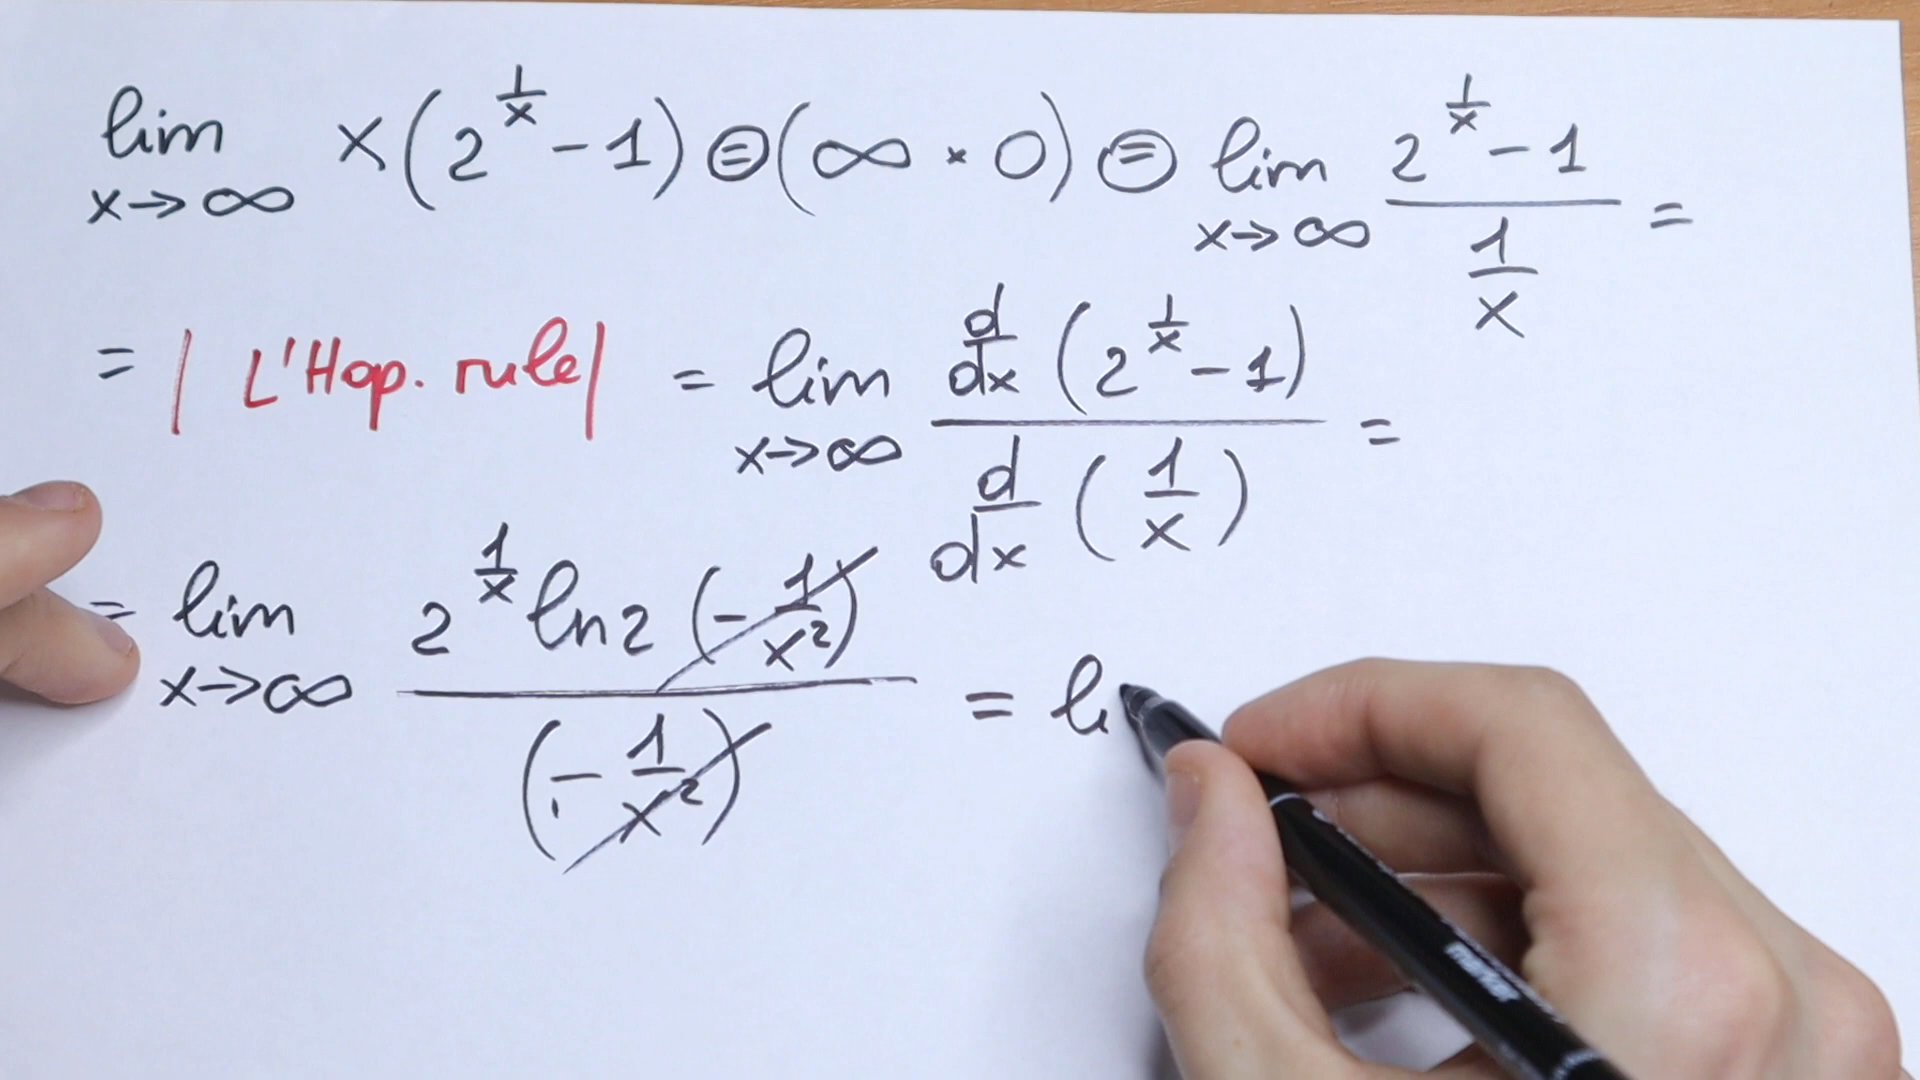 lim x→∞ x(2^(1/x) - 1) ⊜ (∞ · 0) ⊜ lim x→∞ (2^(1/x) - 1)/(1/x) =
= | L'Hop. rule | = lim x→∞ (d/dx (2^(1/x) - 1))/(d/dx (1/x)) =
= lim x→∞ (2^(1/x) ln2 (-1/x²))/((-1/x²)) = li